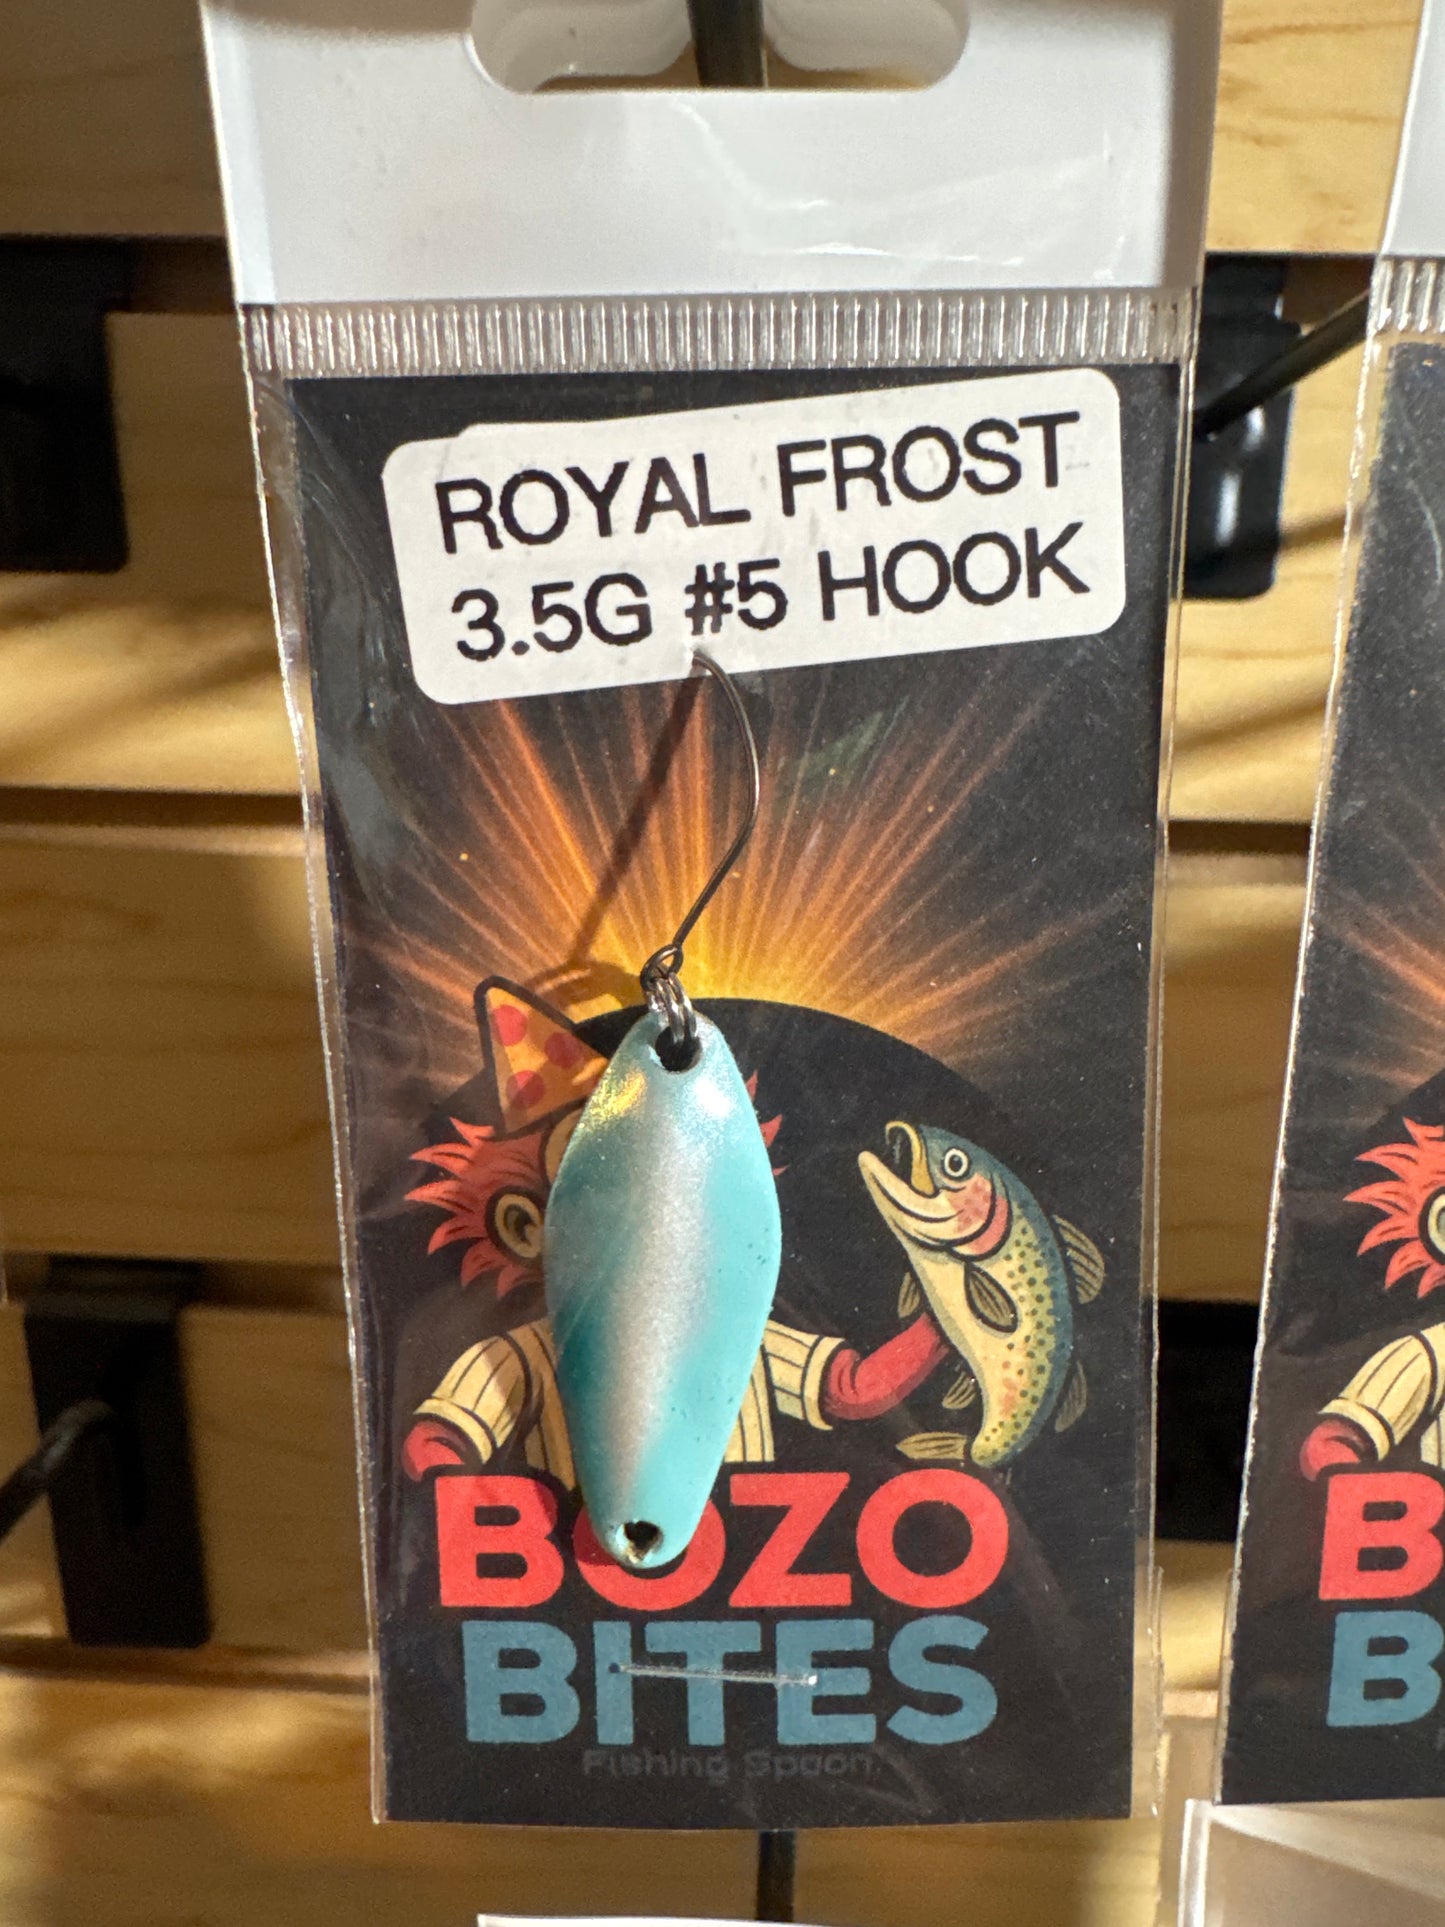 ROYAL FROST
3.5G #5 HOOK
BOZO
BITES
Fishing Spoon
B
B